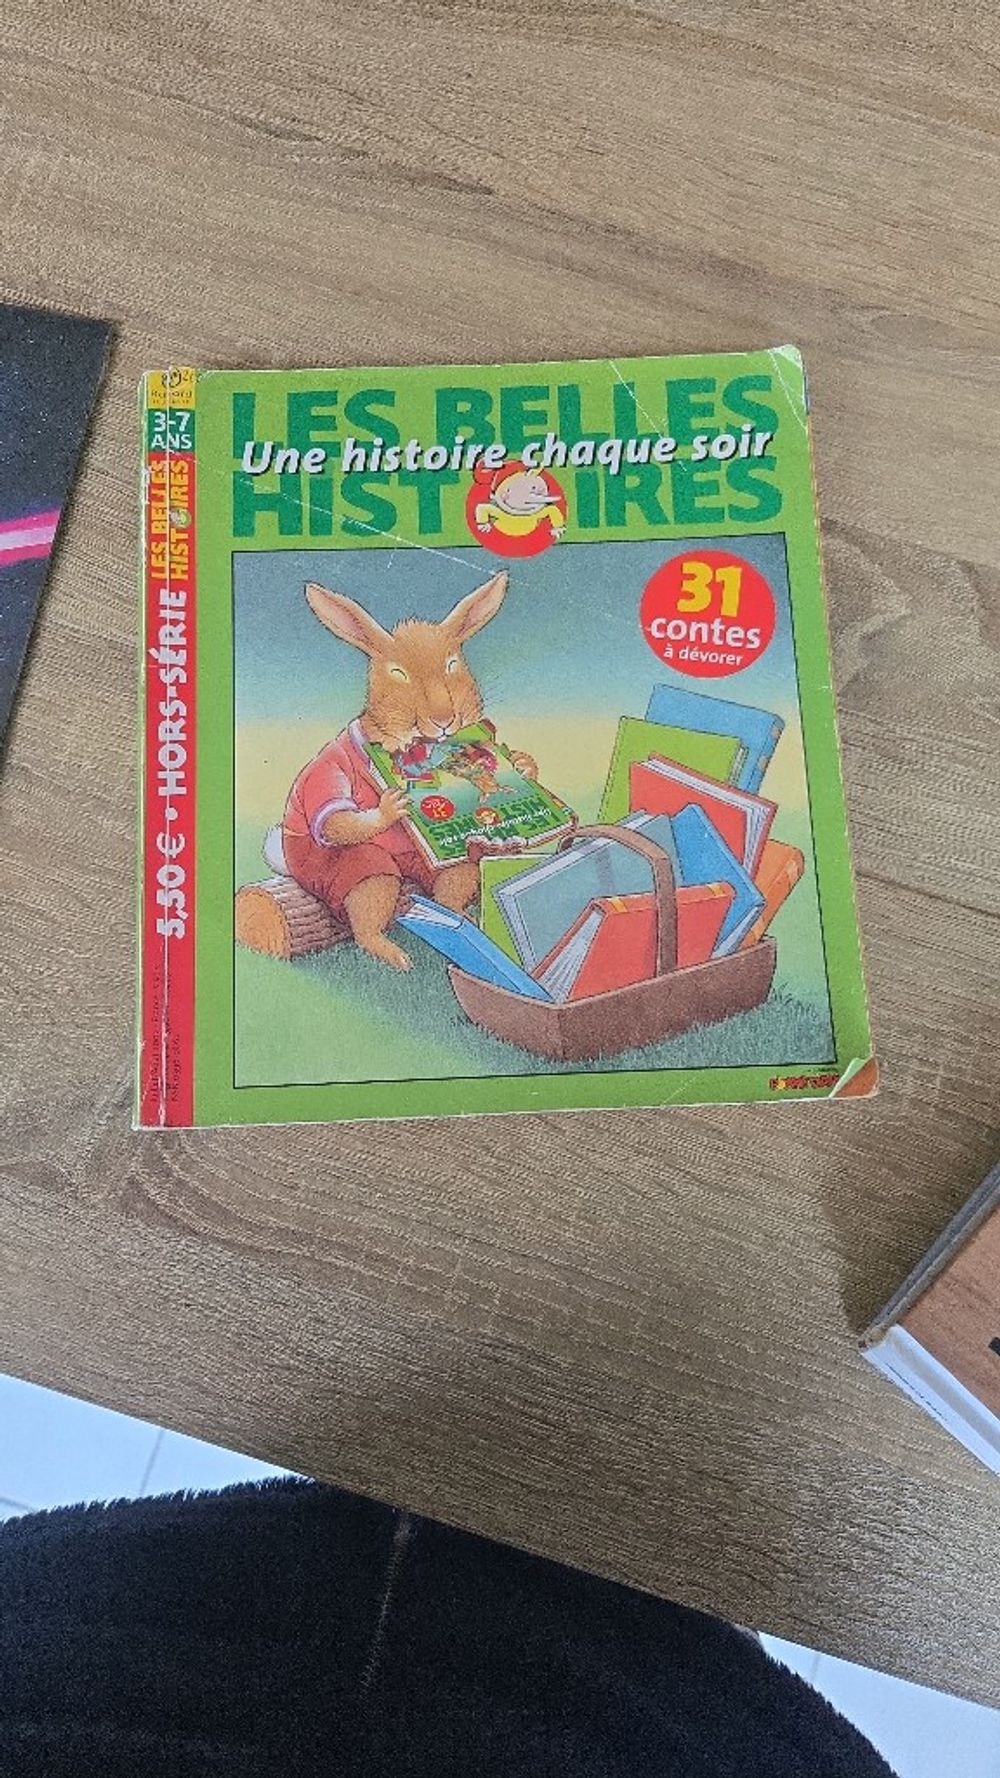 LES BELLES
Une histoire chaque soir
HISTOIRES
31
contes
à dévorer
3-7
ANS
LES BELLES
HISTOIRES
5,50 € • HORS-SÉRIE